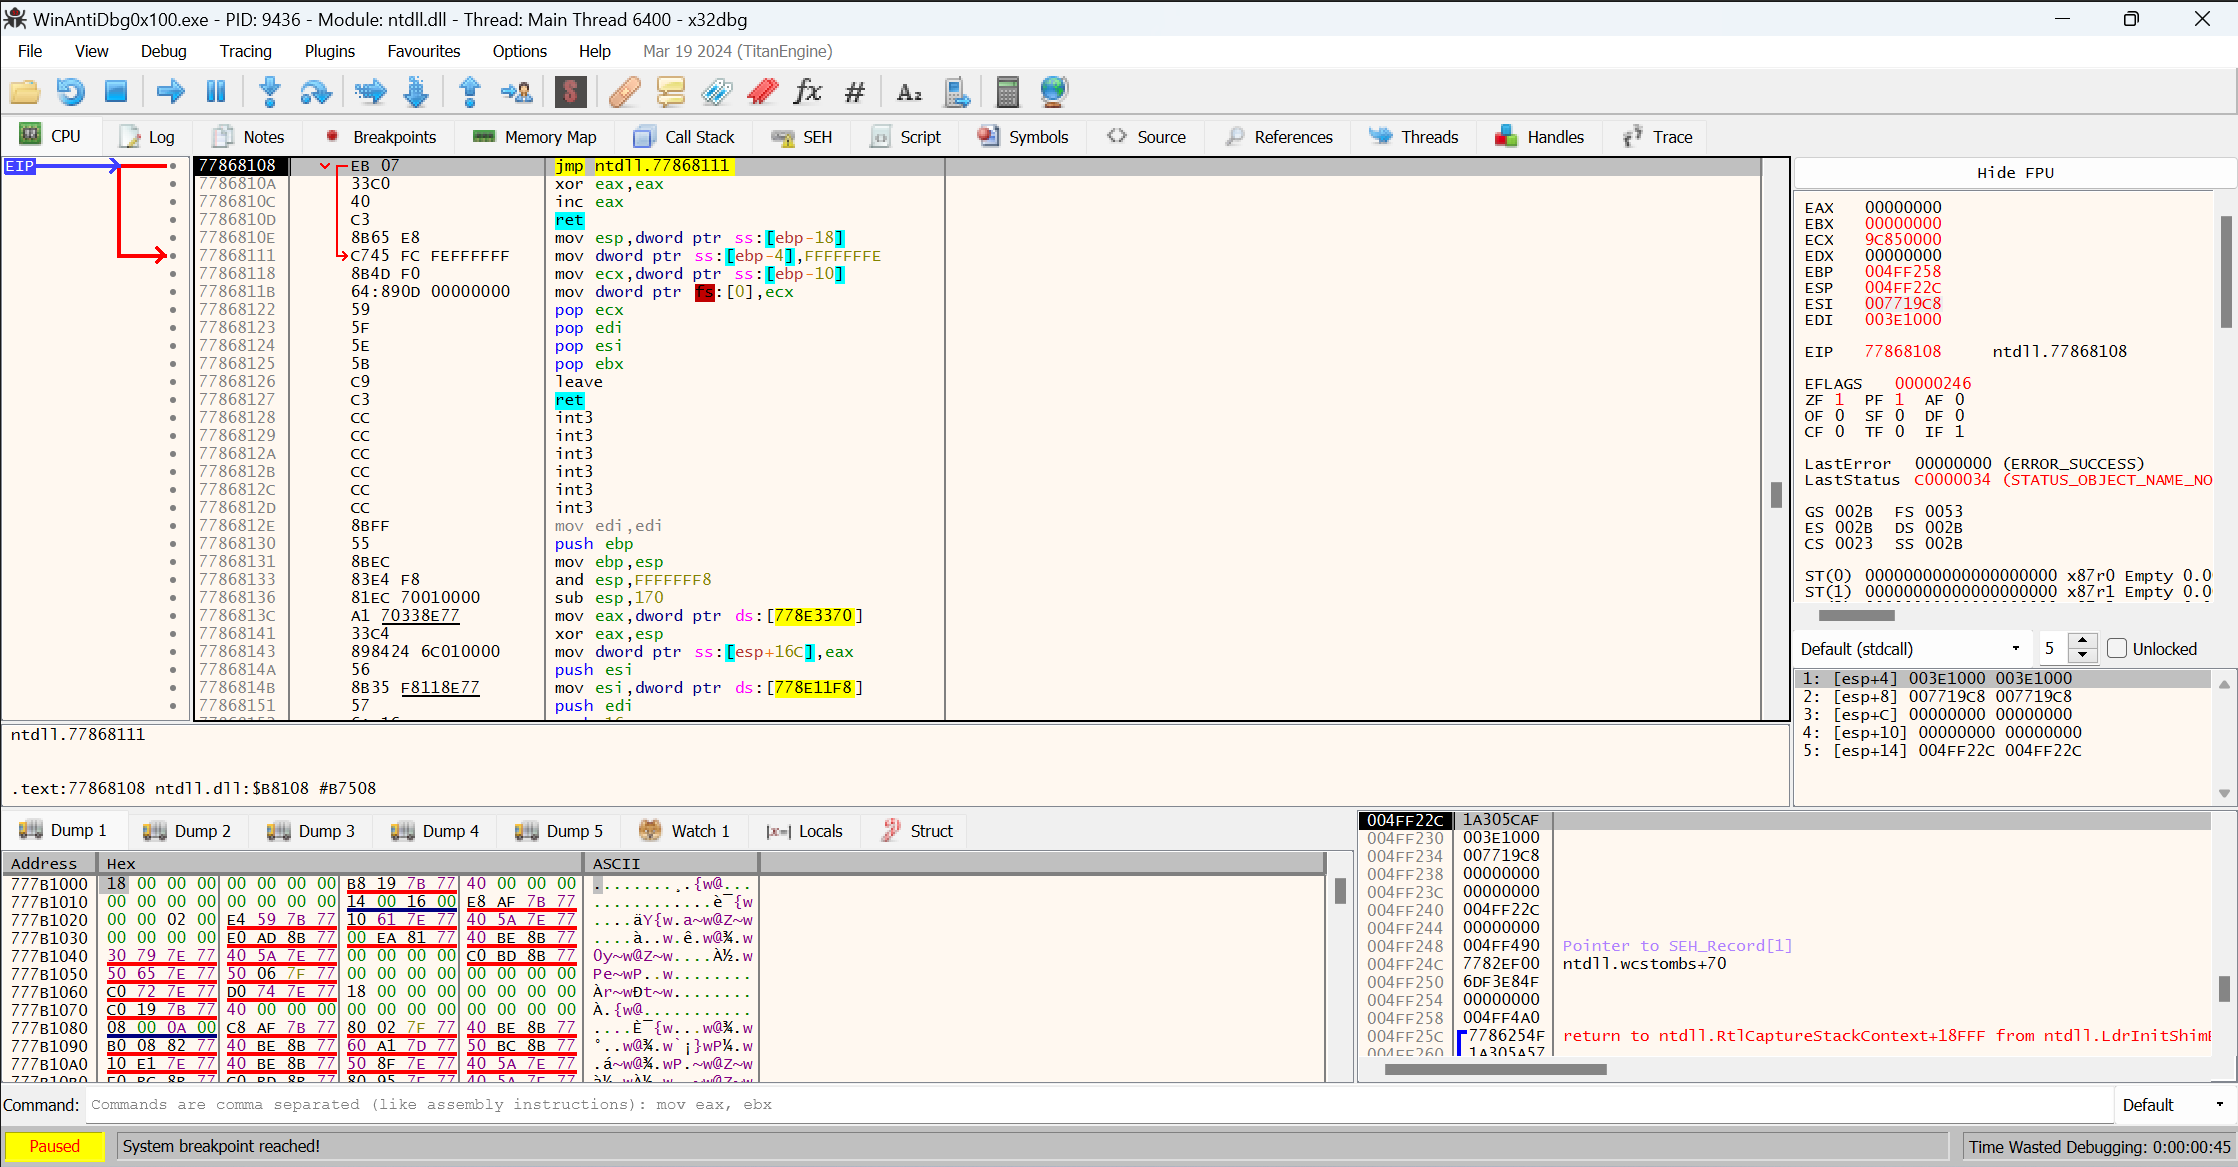 WinAntiDbg0x100.exe - PID: 9436 - Module: ntdll.dll - Thread: Main Thread 6400 - x32dbg
File View Debug Tracing Plugins Favourites Options Help Mar 19 2024 (TitanEngine)
CPU Log Notes Breakpoints Memory Map Call Stack SEH Script Symbols Source References Threads Handles Trace
EIP 77868108 EB 07 jmp ntdll.77868111
7786810A 33C0 xor eax,eax
7786810C 40 inc eax
7786810D C3 ret
7786810E 8B65 E8 mov esp,dword ptr ss:[ebp-18]
77868111 C745 FC FEFFFFFF mov dword ptr ss:[ebp-4],FFFFFFFE
77868118 8B4D F0 mov ecx,dword ptr ss:[ebp-10]
7786811B 64:890D 00000000 mov dword ptr fs:[0],ecx
77868122 59 pop ecx
77868123 5F pop edi
77868124 5E pop esi
77868125 5B pop ebx
77868126 C9 leave
77868127 C3 ret
77868128 CC int3
77868129 CC int3
7786812A CC int3
7786812B CC int3
7786812C CC int3
7786812D CC int3
7786812E 8BFF mov edi,edi
77868130 55 push ebp
77868131 8BEC mov ebp,esp
77868133 83E4 F8 and esp,FFFFFFF8
77868136 81EC 70010000 sub esp,170
7786813C A1 70338E77 mov eax,dword ptr ds:[778E3370]
77868141 33C4 xor eax,esp
77868143 898424 6C010000 mov dword ptr ss:[esp+16C],eax
7786814A 56 push esi
7786814B 8B35 F8118E77 mov esi,dword ptr ds:[778E11F8]
77868151 57 push edi
Hide FPU
EAX 00000000
EBX 00000000
ECX 9C850000
EDX 00000000
EBP 004FF258
ESP 004FF22C
ESI 007719C8
EDI 003E1000
EIP 77868108 ntdll.77868108
EFLAGS 00000246
ZF 1 PF 1 AF 0
OF 0 SF 0 DF 0
CF 0 TF 0 IF 1
LastError 00000000 (ERROR_SUCCESS)
LastStatus C0000034 (STATUS_OBJECT_NAME_NO
GS 002B FS 0053
ES 002B DS 002B
CS 0023 SS 002B
ST(0) 00000000000000000000 x87r0 Empty 0.0
ST(1) 00000000000000000000 x87r1 Empty 0.0
Default (stdcall) 5 Unlocked
1: [esp+4] 003E1000 003E1000
2: [esp+8] 007719C8 007719C8
3: [esp+C] 00000000 00000000
4: [esp+10] 00000000 00000000
5: [esp+14] 004FF22C 004FF22C
ntdll.77868111
.text:77868108 ntdll.dll:$B8108 #B7508
Dump 1 Dump 2 Dump 3 Dump 4 Dump 5 Watch 1 Locals Struct
Address Hex ASCII
777B1000 18 00 00 00 00 00 00 00 B8 19 7B 77 40 00 00 00 ........¸.{w@...
777B1010 00 00 00 00 00 00 00 00 14 00 16 00 E8 AF 7B 77 ............è¯{w
777B1020 00 00 02 00 E4 59 7B 77 10 61 7E 77 40 5A 7E 77 ....äY{w.a~w@Z~w
777B1030 00 00 00 00 E0 AD 8B 77 00 EA 81 77 40 BE 8B 77 ....à..w.ê.w@¾.w
777B1040 30 79 7E 77 40 5A 7E 77 00 00 00 00 C0 BD 8B 77 0y~w@Z~w....À½.w
777B1050 50 65 7E 77 50 06 7F 77 00 00 00 00 00 00 00 00 Pe~wP..w........
777B1060 C0 72 7E 77 D0 74 7E 77 18 00 00 00 00 00 00 00 Àr~wÐt~w........
777B1070 C0 19 7B 77 40 00 00 00 00 00 00 00 00 00 00 00 À.{w@...........
777B1080 08 00 0A 00 C8 AF 7B 77 80 02 7F 77 40 BE 8B 77 ....È¯{w...w@¾.w
777B1090 B0 08 82 77 40 BE 8B 77 60 A1 7D 77 50 BC 8B 77 °..w@¾.w`¡}wP¼.w
777B10A0 10 E1 7E 77 40 BE 8B 77 50 8F 7E 77 40 5A 7E 77 .á~w@¾.wP.~w@Z~w
004FF22C 1A305CAF
004FF230 003E1000
004FF234 007719C8
004FF238 00000000
004FF23C 00000000
004FF240 004FF22C
004FF244 00000000
004FF248 004FF490 Pointer to SEH_Record[1]
004FF24C 7782EF00 ntdll.wcstombs+70
004FF250 6DF3E84F
004FF254 00000000
004FF258 004FF4A0
004FF25C 7786254F return to ntdll.RtlCaptureStackContext+18FFF from ntdll.LdrInitShimE
004FF260 1A305A57
Command: Commands are comma separated (like assembly instructions): mov eax, ebx Default
Paused System breakpoint reached! Time Wasted Debugging: 0:00:00:45